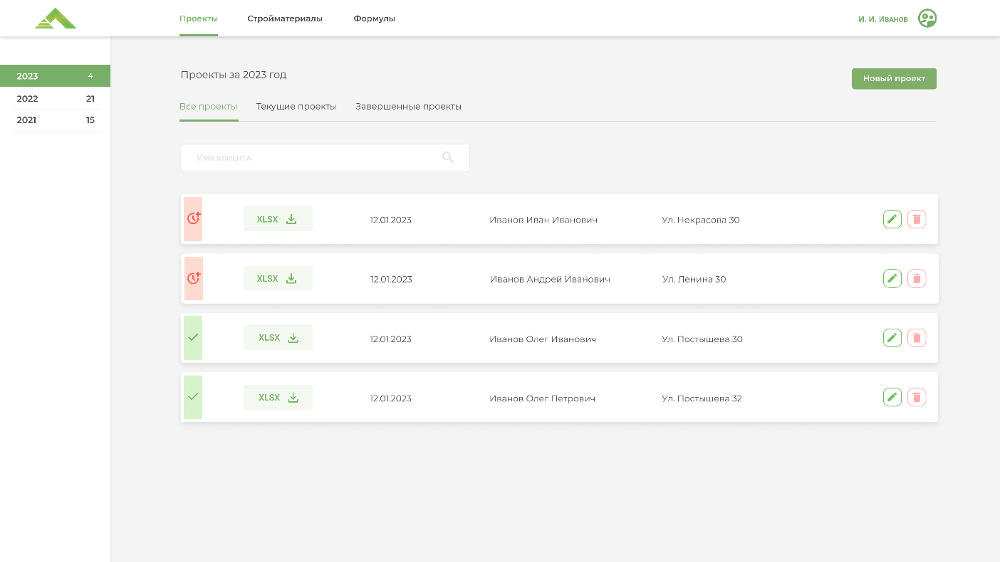 Проекты Стройматериалы Формулы И. И. Иванов
2023 4
2022 21
2021 15
Проекты за 2023 год
Новый проект
Все проекты Текущие проекты Завершенные проекты
Имя клиента
XLSX 12.01.2023 Иванов Иван Иванович Ул. Некрасова 30
XLSX 12.01.2023 Иванов Андрей Иванович Ул. Ленина 30
XLSX 12.01.2023 Иванов Олег Иванович Ул. Постышева 30
XLSX 12.01.2023 Иванов Олег Петрович Ул. Постышева 32